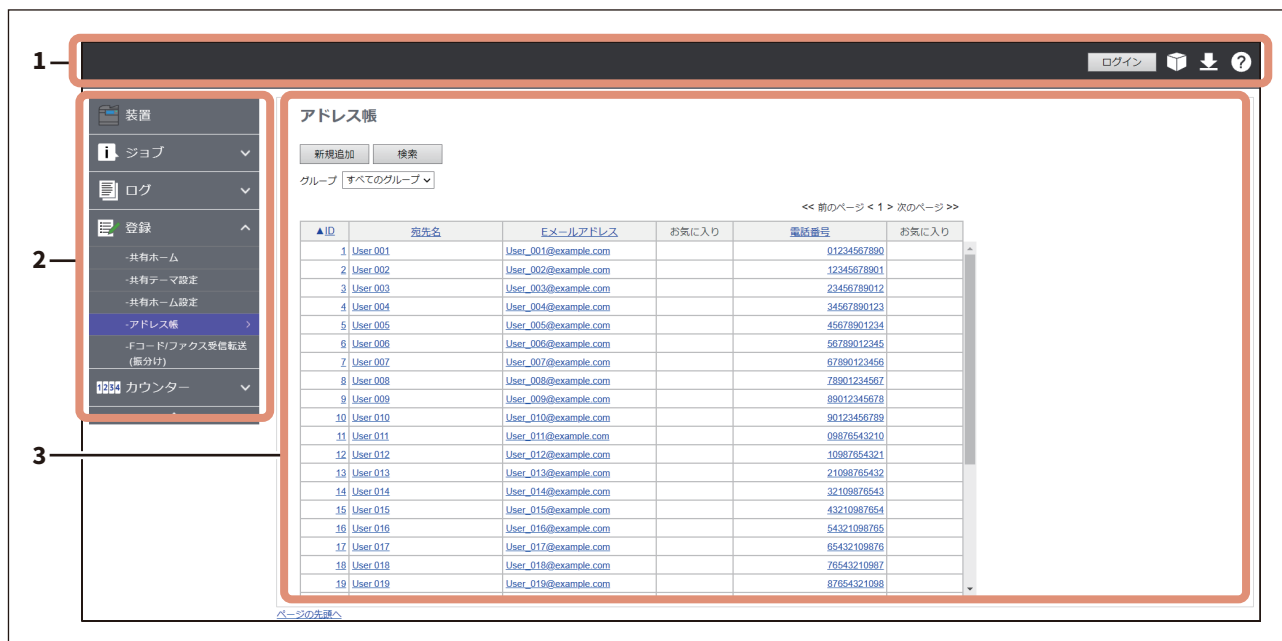 1
ログイン
?
2
装置
ジョブ
ログ
登録
-共有ホーム
-共有テーマ設定
-共有ホーム設定
-アドレス帳 >
-Fコード/ファクス受信転送
(振分け)
1234 カウンター
3
アドレス帳
新規追加 検索
グループ すべてのグループ
<< 前のページ < 1 > 次のページ >>
▲ID 宛先名 Eメールアドレス お気に入り 電話番号 お気に入り
1 User 001 User_001@example.com 01234567890
2 User 002 User_002@example.com 12345678901
3 User 003 User_003@example.com 23456789012
4 User 004 User_004@example.com 34567890123
5 User 005 User_005@example.com 45678901234
6 User 006 User_006@example.com 56789012345
7 User 007 User_007@example.com 67890123456
8 User 008 User_008@example.com 78901234567
9 User 009 User_009@example.com 89012345678
10 User 010 User_010@example.com 90123456789
11 User 011 User_011@example.com 09876543210
12 User 012 User_012@example.com 10987654321
13 User 013 User_013@example.com 21098765432
14 User 014 User_014@example.com 32109876543
15 User 015 User_015@example.com 43210987654
16 User 016 User_016@example.com 54321098765
17 User 017 User_017@example.com 65432109876
18 User 018 User_018@example.com 76543210987
19 User 019 User_019@example.com 87654321098
ページの先頭へ